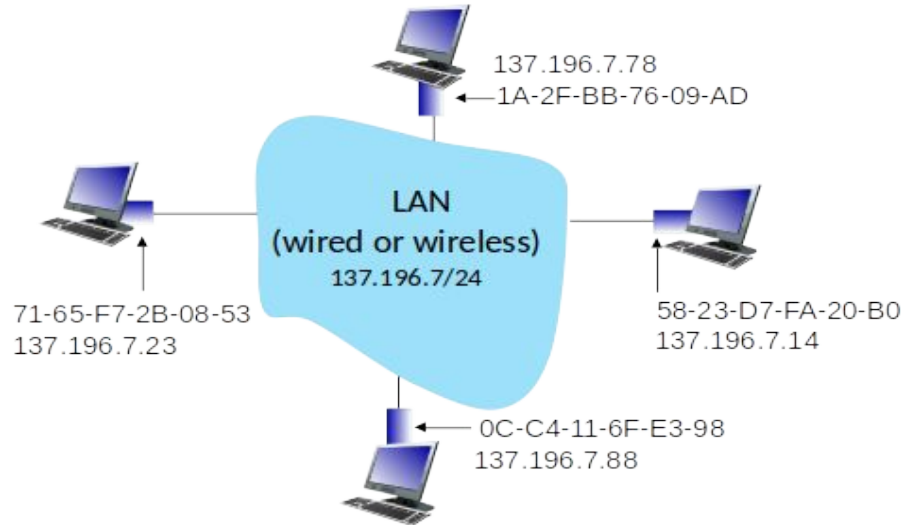 137.196.7.78
1A-2F-BB-76-09-AD
LAN
(wired or wireless)
137.196.7/24
71-65-F7-2B-08-53
137.196.7.23
58-23-D7-FA-20-B0
137.196.7.14
0C-C4-11-6F-E3-98
137.196.7.88